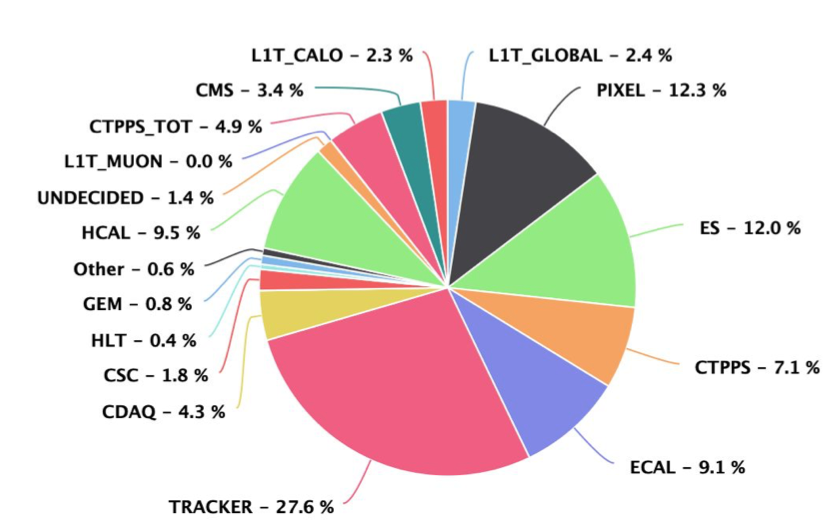 L1T_CALO – 2.3 %
L1T_GLOBAL – 2.4 %
CMS – 3.4 %
PIXEL – 12.3 %
CTPPS_TOT – 4.9 %
L1T_MUON – 0.0 %
UNDECIDED – 1.4 %
HCAL – 9.5 %
ES – 12.0 %
Other – 0.6 %
GEM – 0.8 %
HLT – 0.4 %
CTPPS – 7.1 %
CSC – 1.8 %
CDAQ – 4.3 %
ECAL – 9.1 %
TRACKER – 27.6 %